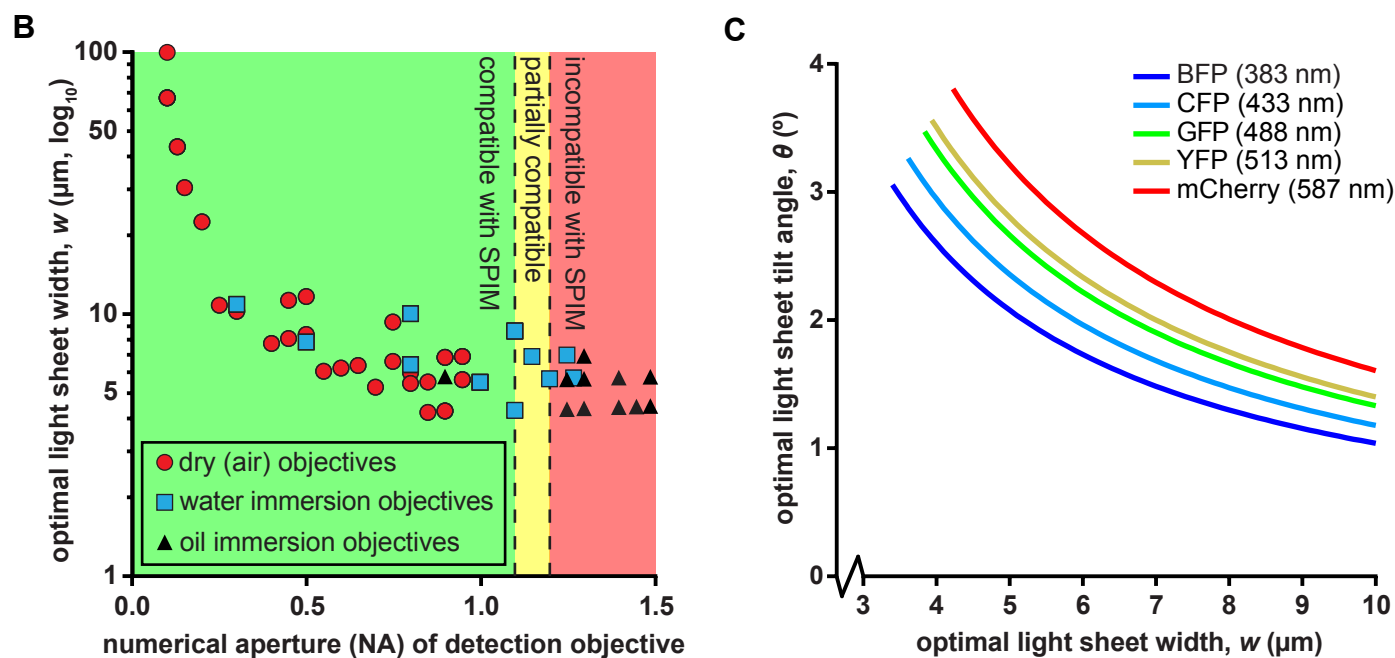 B
optimal light sheet width, w (µm, log₁₀)
100
50
10
5
1
compatible with SPIM
partially compatible
incompatible with SPIM
dry (air) objectives
water immersion objectives
oil immersion objectives
0.0 0.5 1.0 1.5
numerical aperture (NA) of detection objective
C
optimal light sheet tilt angle, θ (º)
4
3
2
1
0
BFP (383 nm)
CFP (433 nm)
GFP (488 nm)
YFP (513 nm)
mCherry (587 nm)
3 4 5 6 7 8 9 10
optimal light sheet width, w (µm)